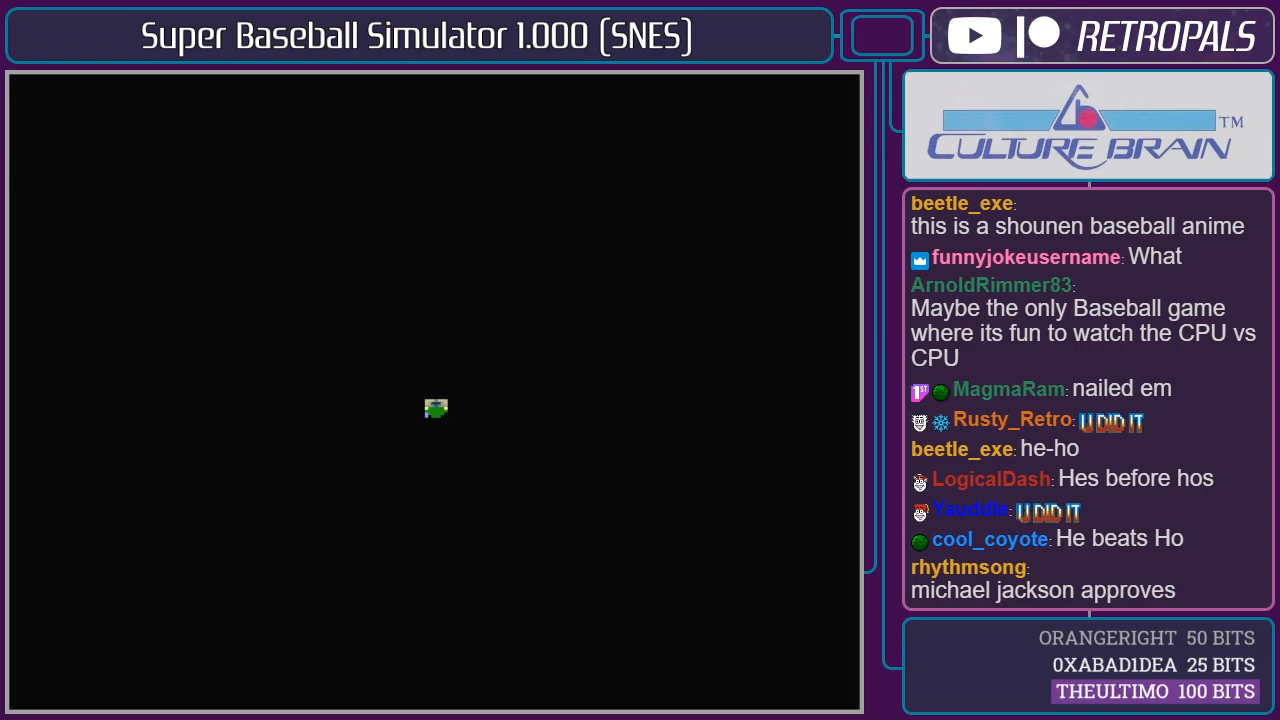 Super Baseball Simulator 1.000 (SNES)
RETROPALS
CULTURE BRAIN TM
beetle_exe:
this is a shounen baseball anime
funnyjokeusername: What
ArnoldRimmer83:
Maybe the only Baseball game
where its fun to watch the CPU vs
CPU
1ST MagmaRam: nailed em
Rusty_Retro: U DID IT
beetle_exe: he-ho
LogicalDash: Hes before hos
Yauddle: U DID IT
cool_coyote: He beats Ho
rhythmsong:
michael jackson approves
ORANGERIGHT 50 BITS
0XABAD1DEA 25 BITS
THEULTIMO 100 BITS